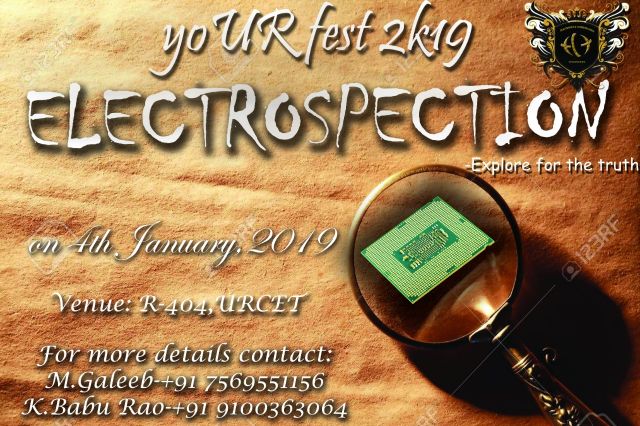 yoUR fest 2k19
ELECTROSPECTION
-Explore for the truth
on 4th January, 2019
Venue: R-404,URCET
For more details contact:
M.Galeeb-+91 7569551156
K.Babu Rao-+91 9100363064
123RF